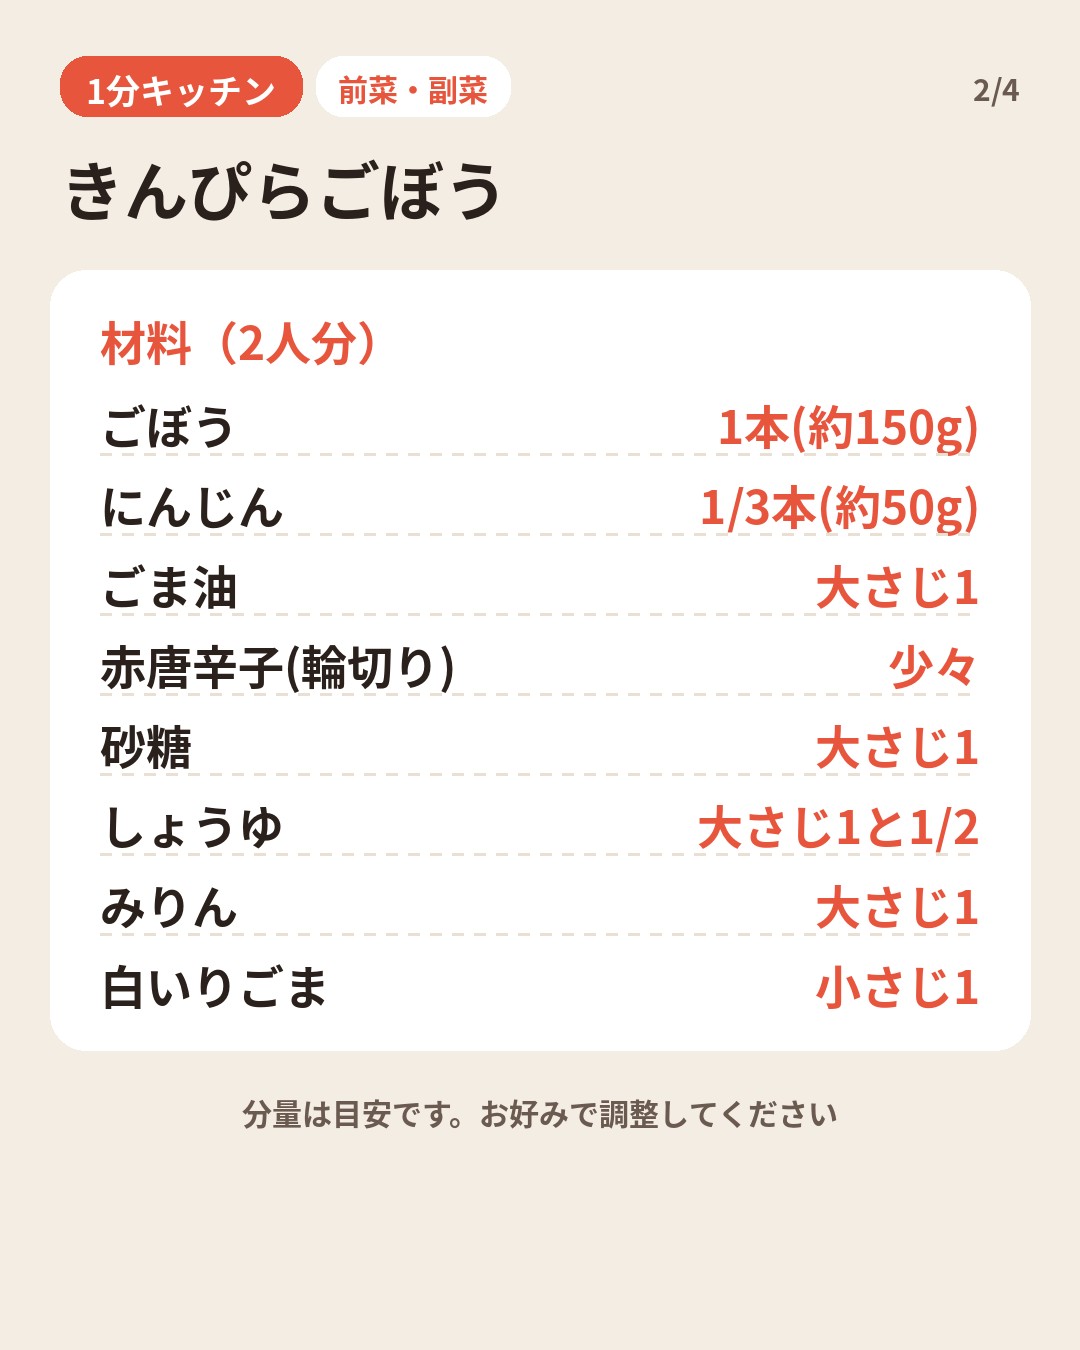 1分キッチン 前菜・副菜 2/4
きんぴらごぼう
材料（2人分）
ごぼう 1本(約150g)
にんじん 1/3本(約50g)
ごま油 大さじ1
赤唐辛子(輪切り) 少々
砂糖 大さじ1
しょうゆ 大さじ1と1/2
みりん 大さじ1
白いりごま 小さじ1
分量は目安です。お好みで調整してください